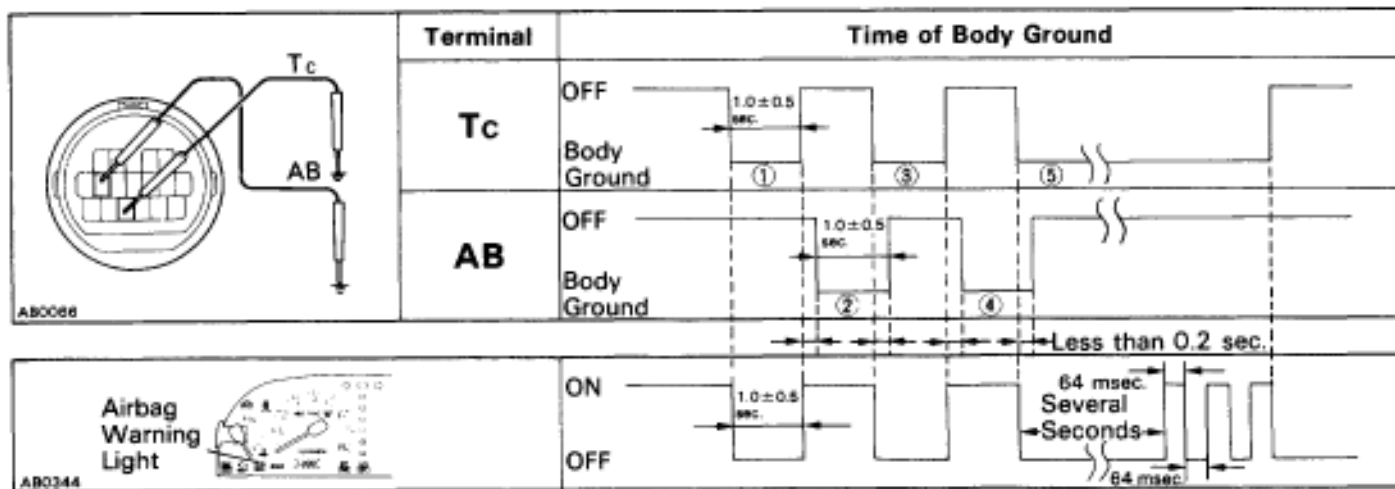 Terminal
Time of Body Ground
Tc
AB
AB0066
Tc
OFF
1.0±0.5
sec.
Body
Ground
① ③ ⑤
AB
OFF
1.0±0.5
sec.
Body
Ground
② ④
Less than 0.2 sec.
Airbag
Warning
Light
AB0344
ON
1.0±0.5
sec.
OFF
64 msec.
Several
Seconds
64 msec.